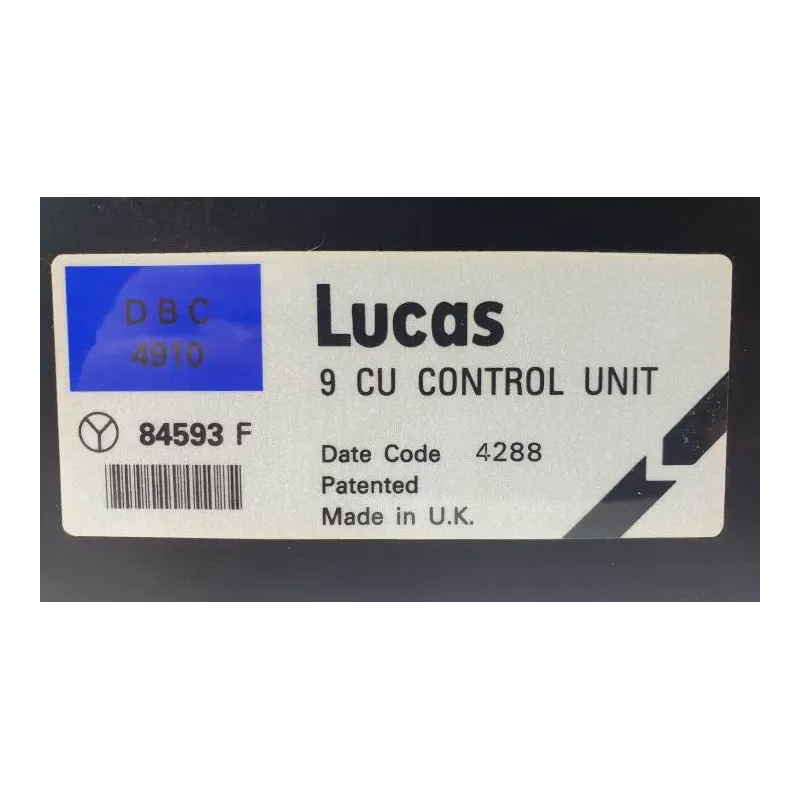 DBC
4910
84593 F
Lucas
9 CU CONTROL UNIT
Date Code 4288
Patented
Made in U.K.